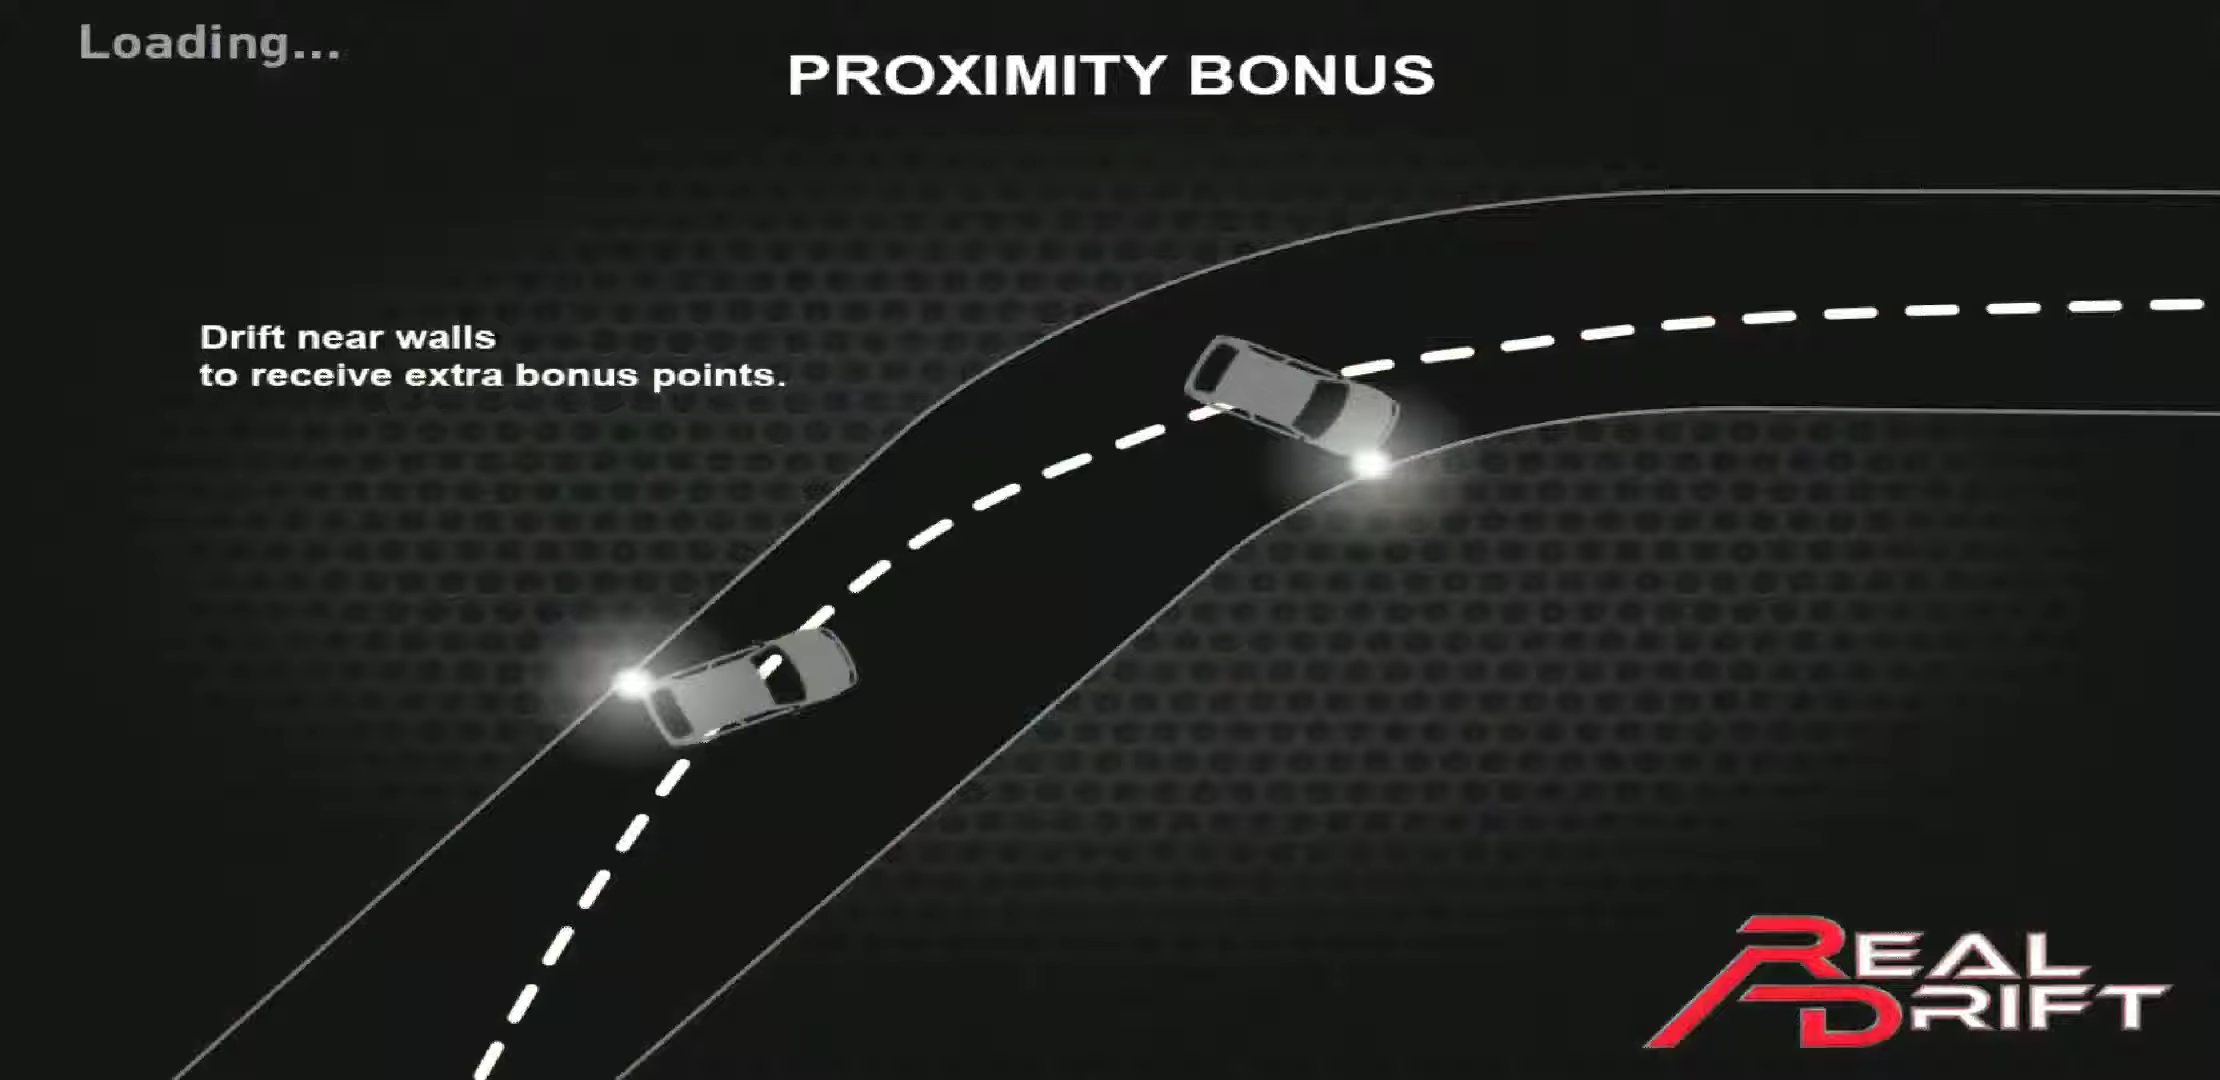 Loading...
PROXIMITY BONUS
Drift near walls
to receive extra bonus points.
REAL
DRIFT